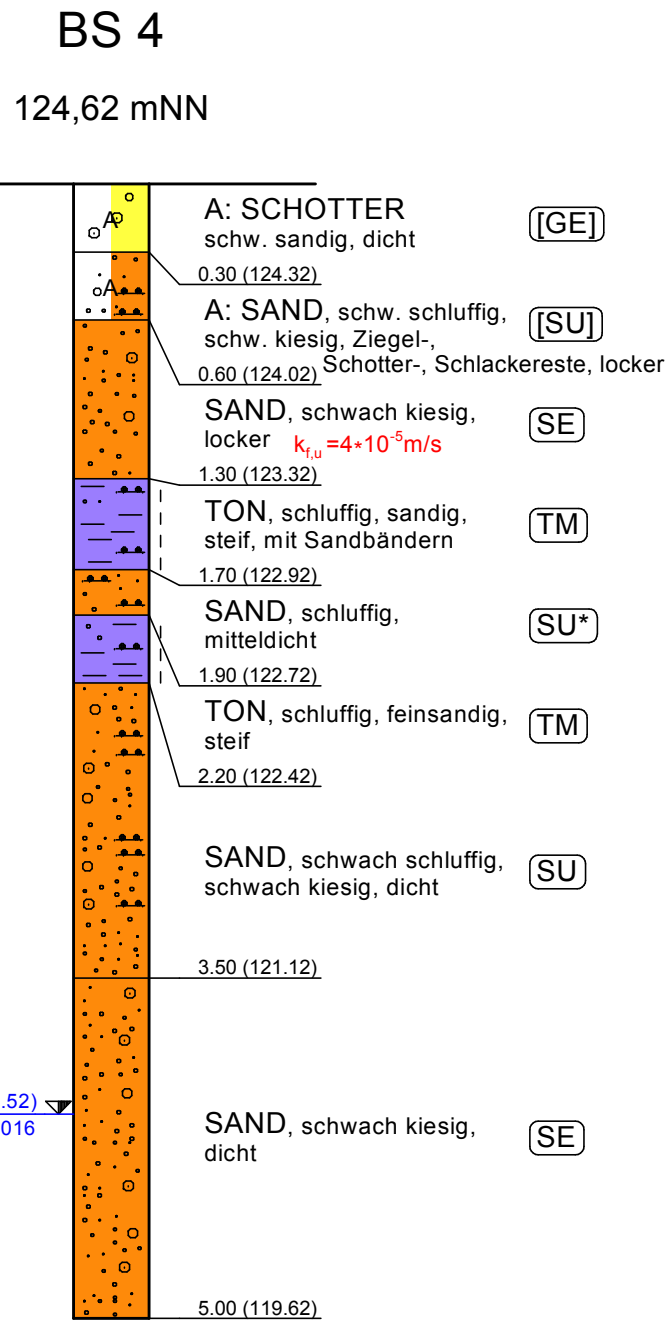 BS 4
124,62 mNN
A: SCHOTTER
schw. sandig, dicht
[GE]
0.30 (124.32)
A: SAND, schw. schluffig,
schw. kiesig, Ziegel-,
Schotter-, Schlackereste, locker
[SU]
0.60 (124.02)
SAND, schwach kiesig,
locker k_f,u =4*10^-5 m/s
SE
1.30 (123.32)
TON, schluffig, sandig,
steif, mit Sandbändern
TM
1.70 (122.92)
SAND, schluffig,
mitteldicht
SU*
1.90 (122.72)
TON, schluffig, feinsandig,
steif
TM
2.20 (122.42)
SAND, schwach schluffig,
schwach kiesig, dicht
SU
3.50 (121.12)
.52)
016
SAND, schwach kiesig,
dicht
SE
5.00 (119.62)
A
A